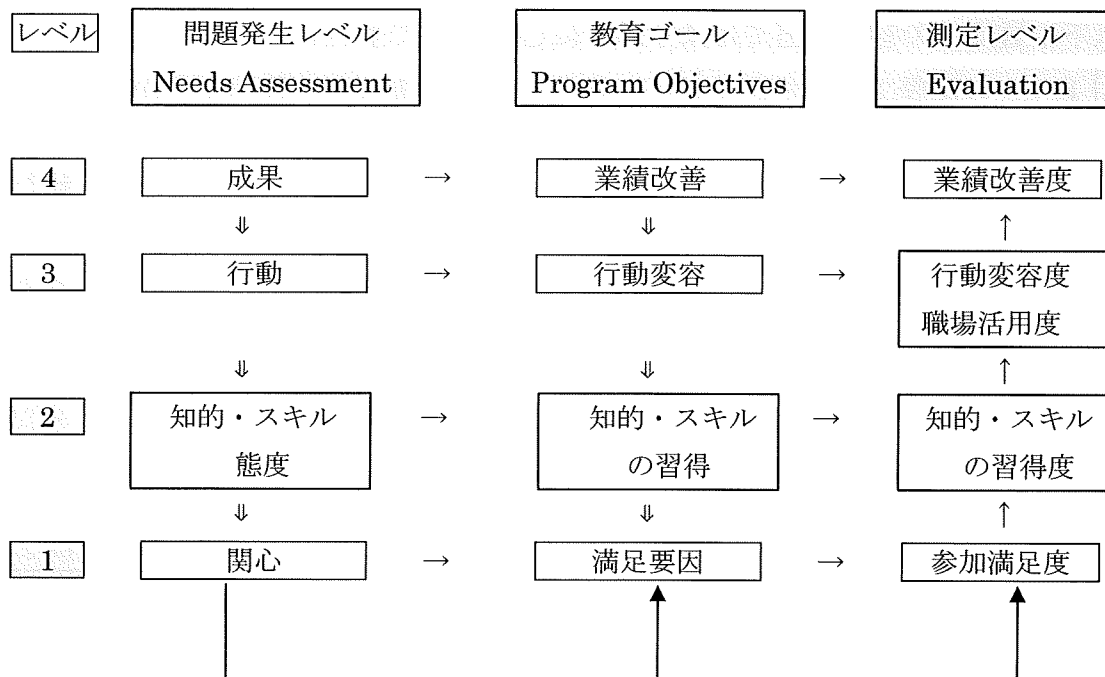 レベル
問題発生レベル
Needs Assessment
教育ゴール
Program Objectives
測定レベル
Evaluation
4
成果
→
業績改善
→
業績改善度
⇓
⇓
↑
3
行動
→
行動変容
→
行動変容度
職場活用度
⇓
⇓
↑
2
知的・スキル
態度
→
知的・スキル
の習得
→
知的・スキル
の習得度
⇓
⇓
↑
1
関心
→
満足要因
→
参加満足度